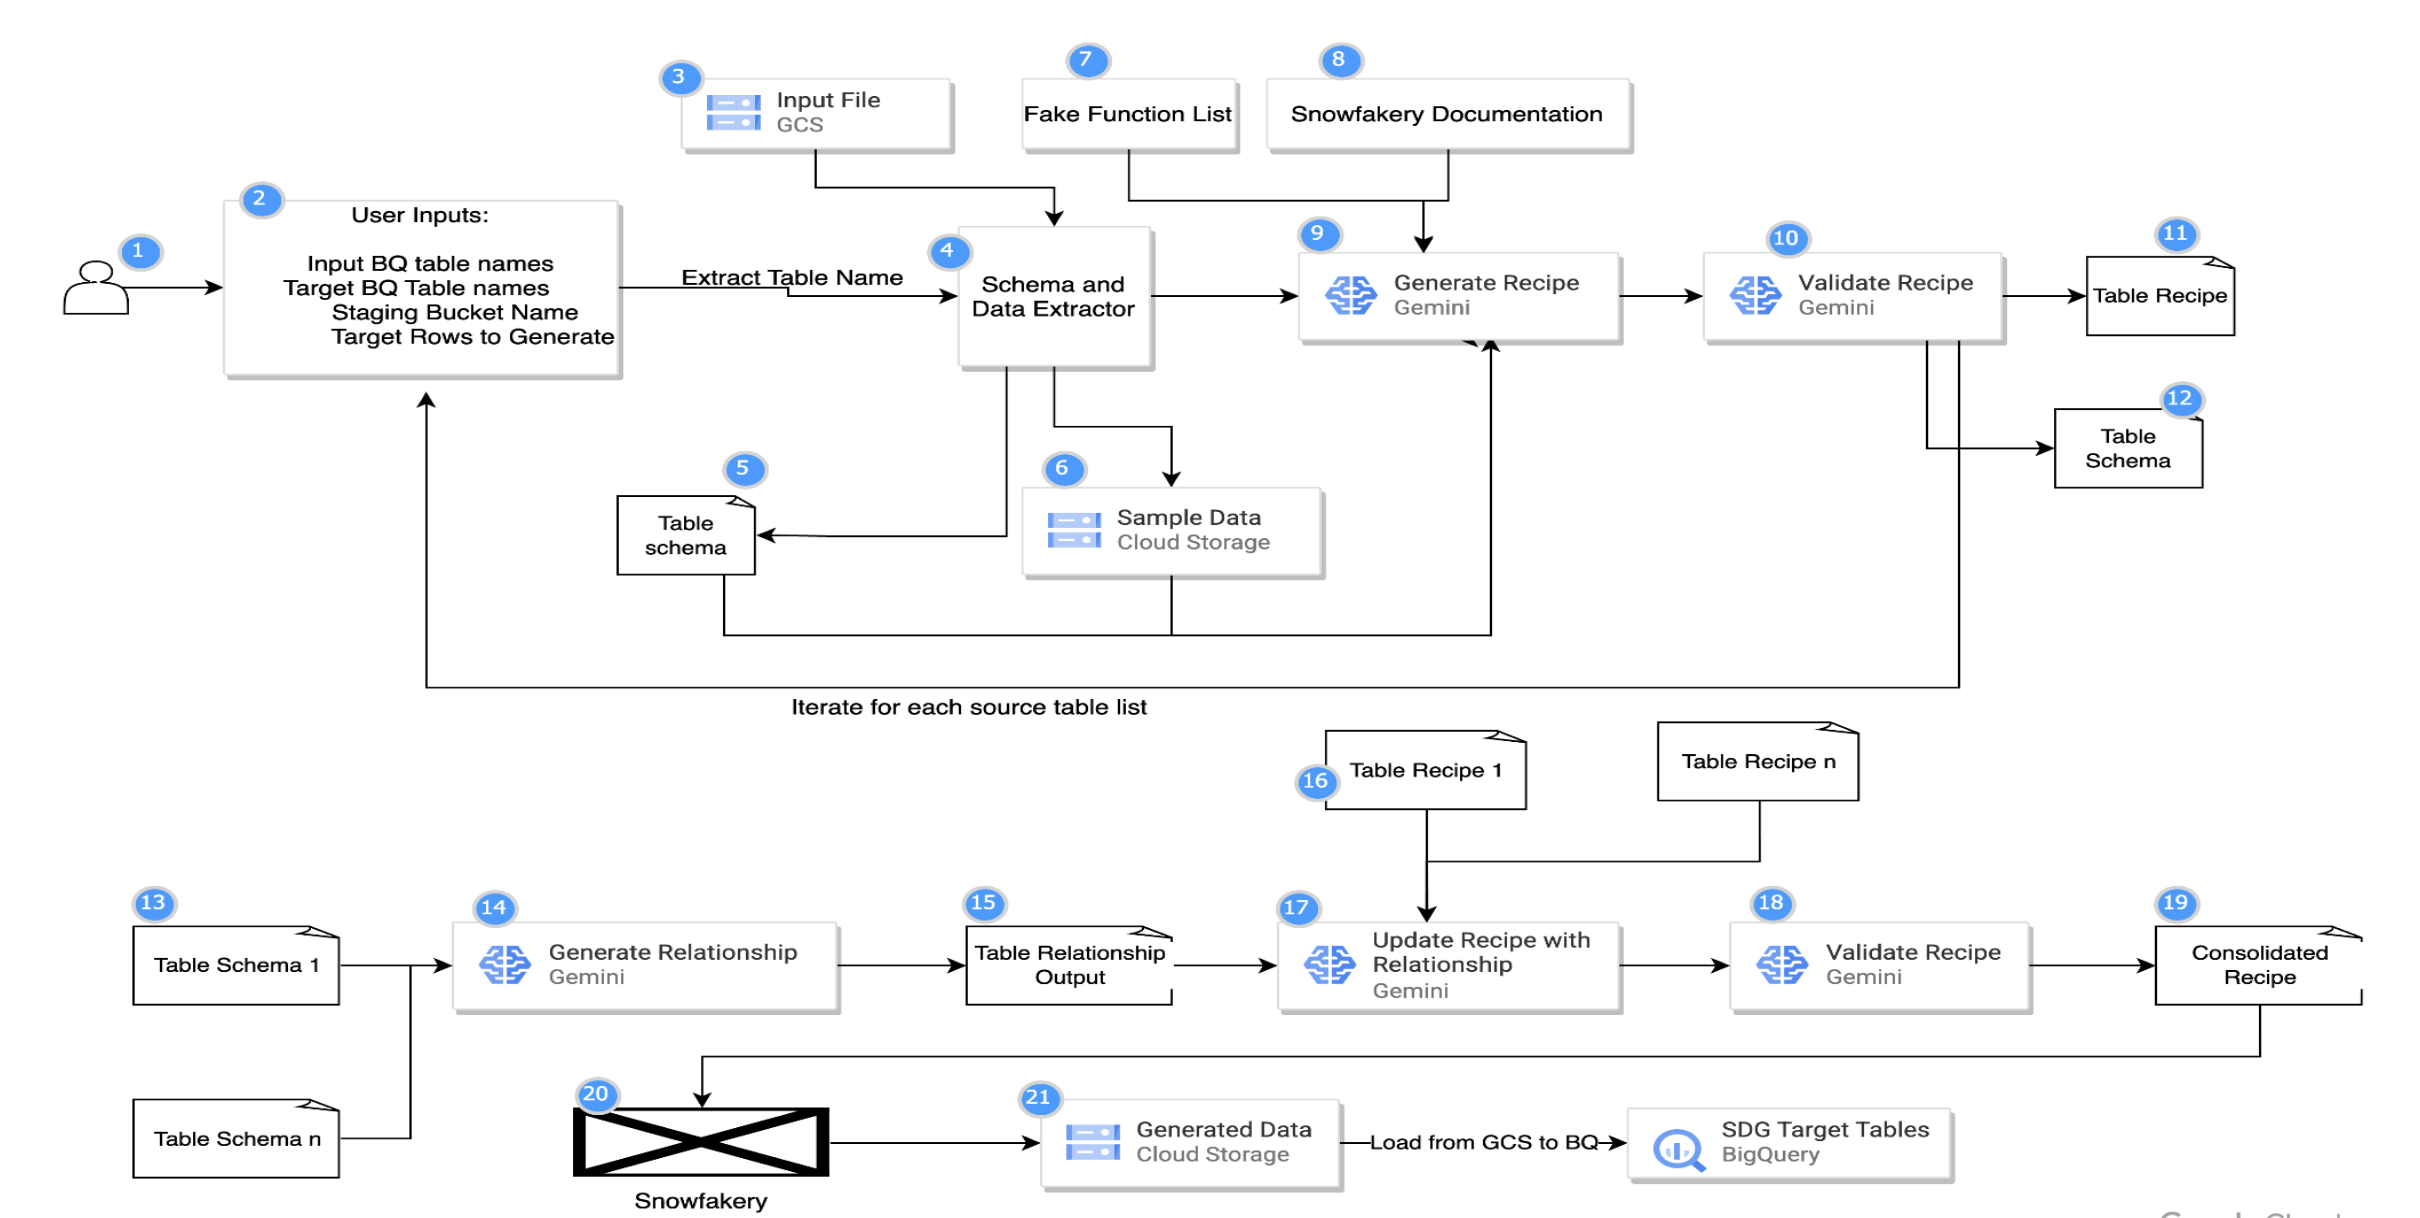 7
8
3
Input File
GCS
Fake Function List
Snowfakery Documentation
2
User Inputs:
Input BQ table names
Target BQ Table names
Staging Bucket Name
Target Rows to Generate
1
Extract Table Name
4
Schema and
Data Extractor
9
Generate Recipe
Gemini
10
Validate Recipe
Gemini
11
Table Recipe
12
Table
Schema
5
Table
schema
6
Sample Data
Cloud Storage
Iterate for each source table list
16
Table Recipe 1
Table Recipe n
13
Table Schema 1
14
Generate Relationship
Gemini
15
Table Relationship
Output
17
Update Recipe with
Relationship
Gemini
18
Validate Recipe
Gemini
19
Consolidated
Recipe
Table Schema n
20
Snowfakery
21
Generated Data
Cloud Storage
Load from GCS to BQ
SDG Target Tables
BigQuery